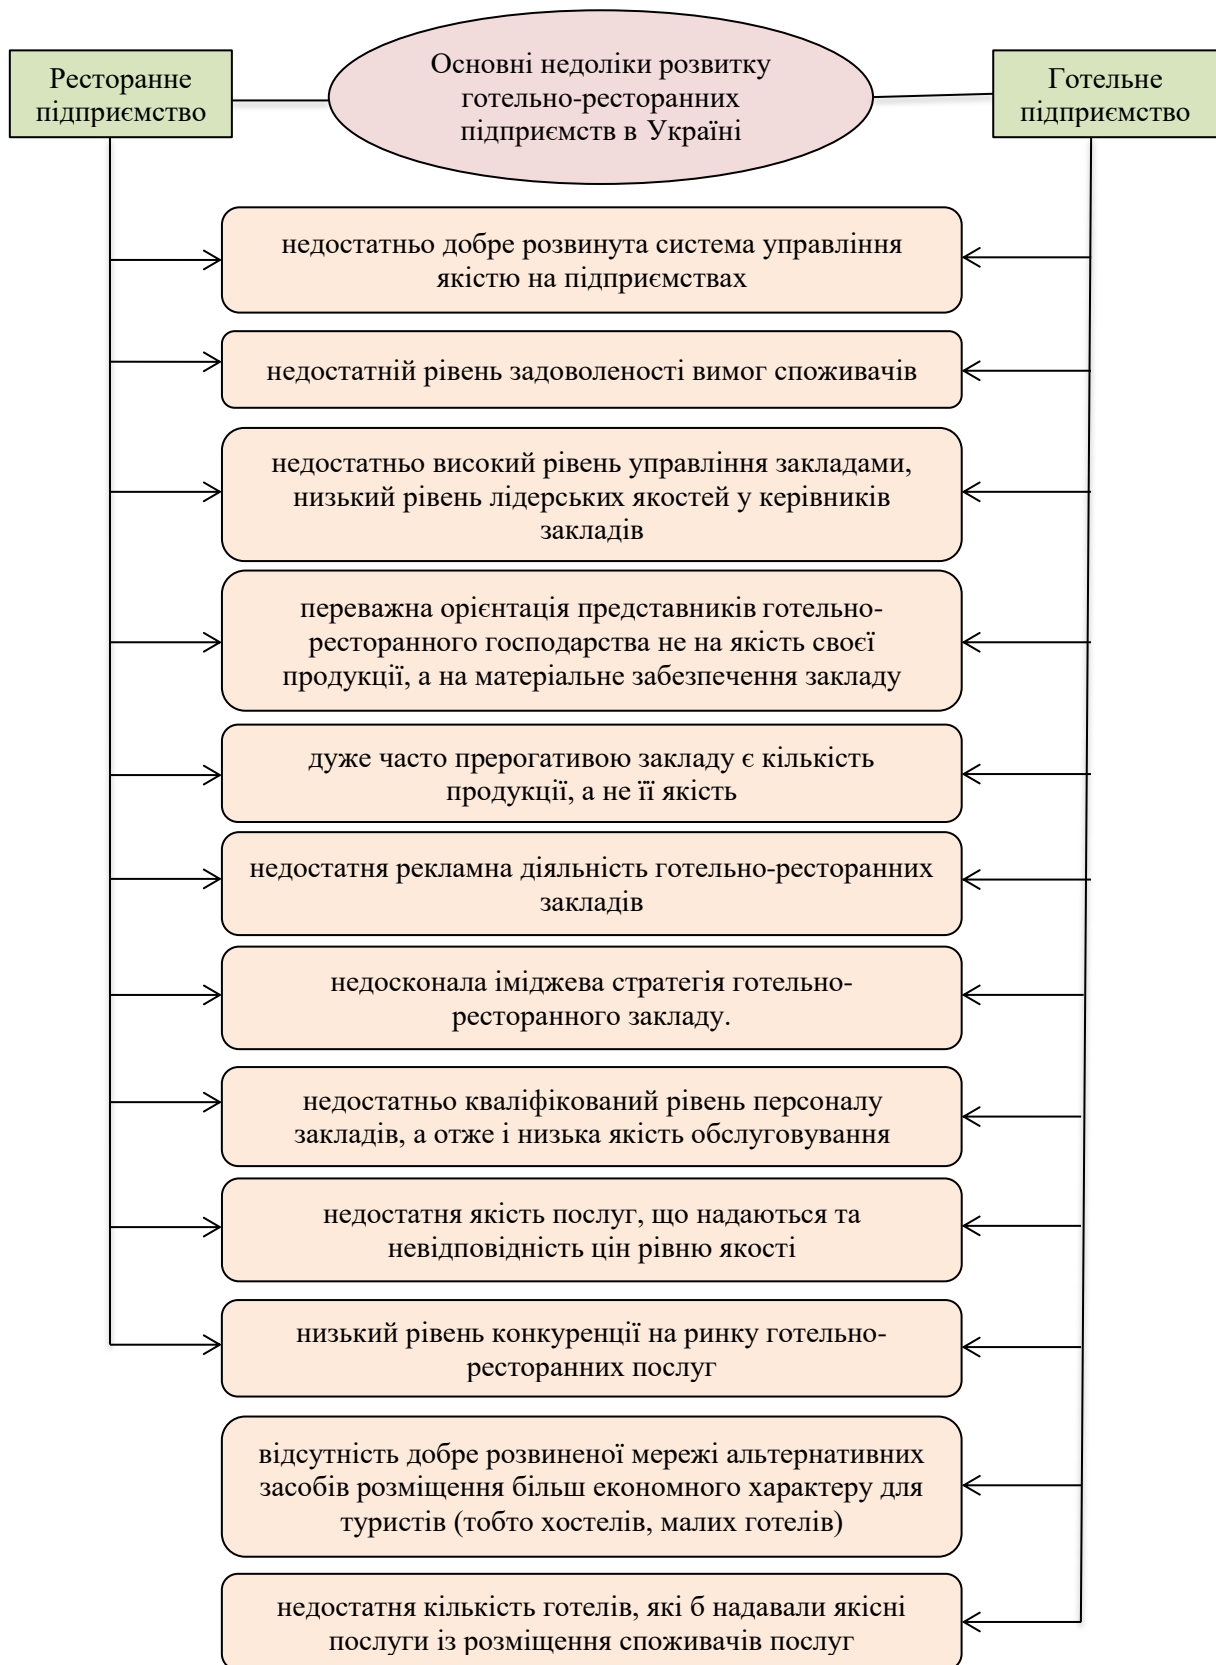 Ресторанне
підприємство
Основні недоліки розвитку
готельно-ресторанних
підприємств в Україні
Готельне
підприємство
недостатньо добре розвинута система управління
якістю на підприємствах
недостатній рівень задоволеності вимог споживачів
недостатньо високий рівень управління закладами,
низький рівень лідерських якостей у керівників
закладів
переважна орієнтація представників готельно-
ресторанного господарства не на якість своєї
продукції, а на матеріальне забезпечення закладу
дуже часто прерогативою закладу є кількість
продукції, а не її якість
недостатня рекламна діяльність готельно-ресторанних
закладів
недосконала іміджева стратегія готельно-
ресторанного закладу.
недостатньо кваліфікований рівень персоналу
закладів, а отже і низька якість обслуговування
недостатня якість послуг, що надаються та
невідповідність цін рівню якості
низький рівень конкуренції на ринку готельно-
ресторанних послуг
відсутність добре розвиненої мережі альтернативних
засобів розміщення більш економного характеру для
туристів (тобто хостелів, малих готелів)
недостатня кількість готелів, які б надавали якісні
послуги із розміщення споживачів послуг